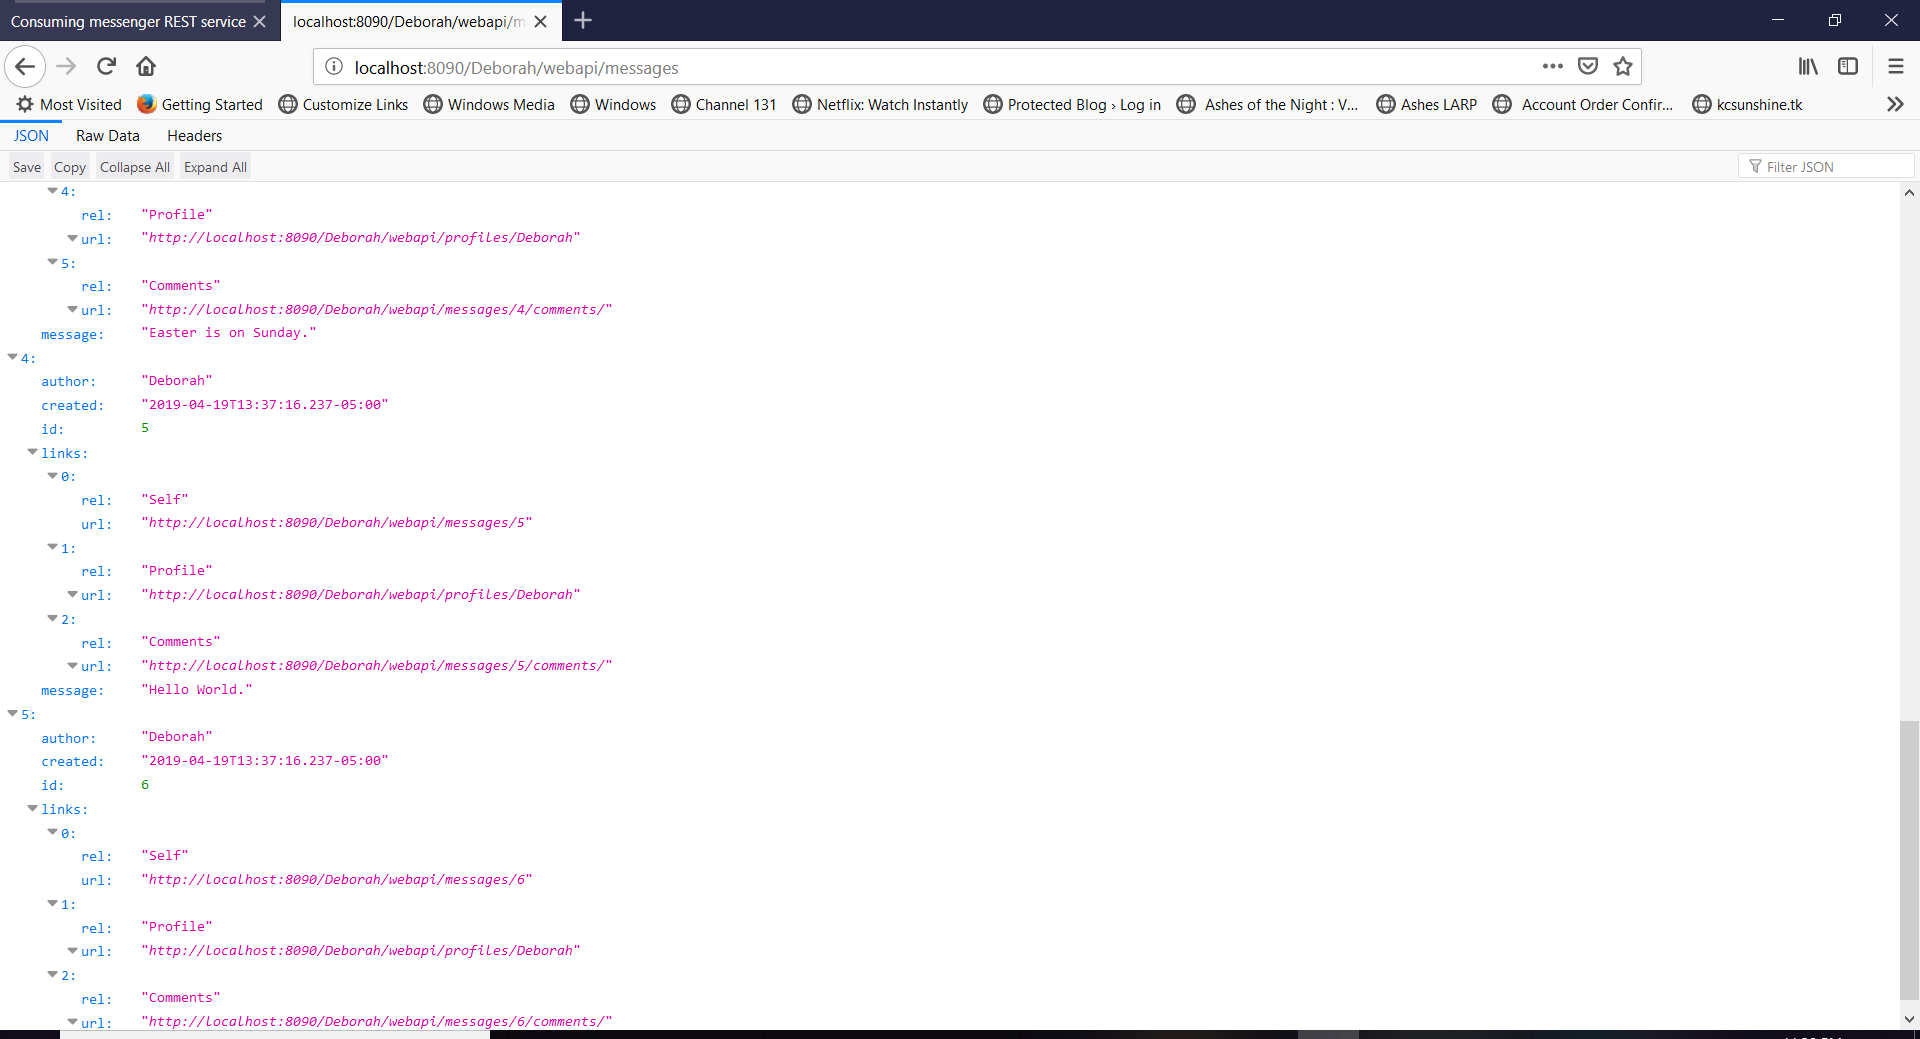 Consuming messenger REST service
localhost:8090/Deborah/webapi/m
localhost:8090/Deborah/webapi/messages
Most Visited Getting Started Customize Links Windows Media Windows Channel 131 Netflix: Watch Instantly Protected Blog › Log in Ashes of the Night : V... Ashes LARP Account Order Confir... kcsunshine.tk
JSON Raw Data Headers
Save Copy Collapse All Expand All Filter JSON
4:
rel: "Profile"
url: "http://localhost:8090/Deborah/webapi/profiles/Deborah"
5:
rel: "Comments"
url: "http://localhost:8090/Deborah/webapi/messages/4/comments/"
message: "Easter is on Sunday."
4:
author: "Deborah"
created: "2019-04-19T13:37:16.237-05:00"
id: 5
links:
0:
rel: "Self"
url: "http://localhost:8090/Deborah/webapi/messages/5"
1:
rel: "Profile"
url: "http://localhost:8090/Deborah/webapi/profiles/Deborah"
2:
rel: "Comments"
url: "http://localhost:8090/Deborah/webapi/messages/5/comments/"
message: "Hello World."
5:
author: "Deborah"
created: "2019-04-19T13:37:16.237-05:00"
id: 6
links:
0:
rel: "Self"
url: "http://localhost:8090/Deborah/webapi/messages/6"
1:
rel: "Profile"
url: "http://localhost:8090/Deborah/webapi/profiles/Deborah"
2:
rel: "Comments"
url: "http://localhost:8090/Deborah/webapi/messages/6/comments/"